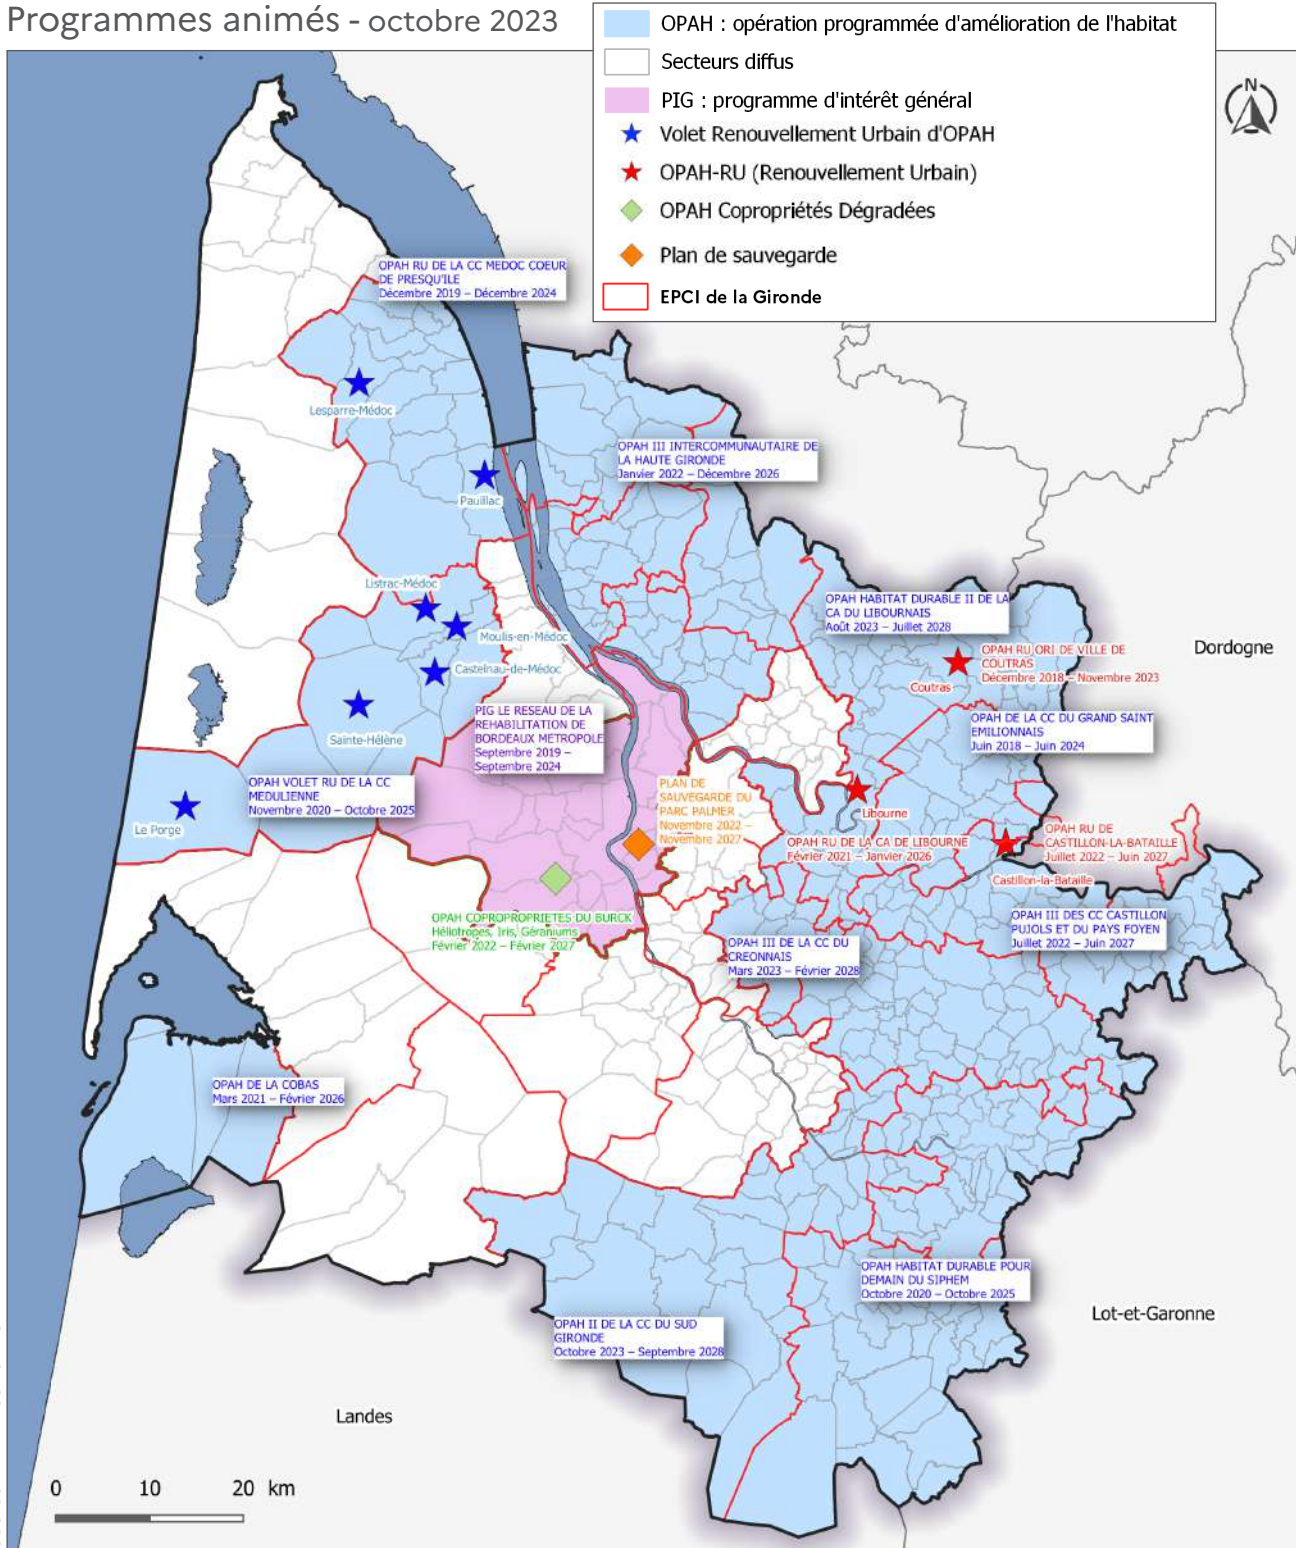 Programmes animés - octobre 2023
OPAH : opération programmée d'amélioration de l'habitat
Secteurs diffus
PIG : programme d'intérêt général
Volet Renouvellement Urbain d'OPAH
OPAH-RU (Renouvellement Urbain)
OPAH Copropriétés Dégradées
Plan de sauvegarde
EPCI de la Gironde
N
OPAH RU DE LA CC MEDOC COEUR
DE PRESQU'ILE
Décembre 2019 – Décembre 2024
Lesparre-Médoc
Pauillac
OPAH III INTERCOMMUNAUTAIRE DE
LA HAUTE GIRONDE
Janvier 2022 – Décembre 2026
Listrac-Médoc
Moulis-en-Médoc
Castelnau-de-Médoc
Sainte-Hélène
OPAH HABITAT DURABLE II DE LA
CA DU LIBOURNAIS
Août 2023 – Juillet 2028
Dordogne
OPAH RU ORI DE VILLE DE
COUTRAS
Décembre 2018 – Novembre 2023
Coutras
PIG LE RESEAU DE LA
REHABILITATION DE
BORDEAUX METROPOLE
Septembre 2019 –
Septembre 2024
OPAH DE LA CC DU GRAND SAINT
EMILIONNAIS
Juin 2018 – Juin 2024
OPAH VOLET RU DE LA CC
MEDULIENNE
Novembre 2020 – Octobre 2025
Le Porge
PLAN DE
SAUVEGARDE DU
PARC PALMER
Novembre 2022 –
Novembre 2027
Libourne
OPAH RU DE LA CA DE LIBOURNE
Février 2021 – Janvier 2026
OPAH RU DE
CASTILLON-LA-BATAILLE
Juillet 2022 – Juin 2027
Castillon-la-Bataille
OPAH COPROPROPRIETES DU BURCK
Héliotropes, Iris, Géraniums
Février 2022 – Février 2027
OPAH III DE LA CC DU
CREONNAIS
Mars 2023 – Février 2028
OPAH III DES CC CASTILLON
PUJOLS ET DU PAYS FOYEN
Juillet 2022 – Juin 2027
OPAH DE LA COBAS
Mars 2021 – Février 2026
OPAH HABITAT DURABLE POUR
DEMAIN DU SIPHEM
Octobre 2020 – Octobre 2025
OPAH II DE LA CC DU SUD
GIRONDE
Octobre 2023 – Septembre 2028
Lot-et-Garonne
Landes
0 10 20 km